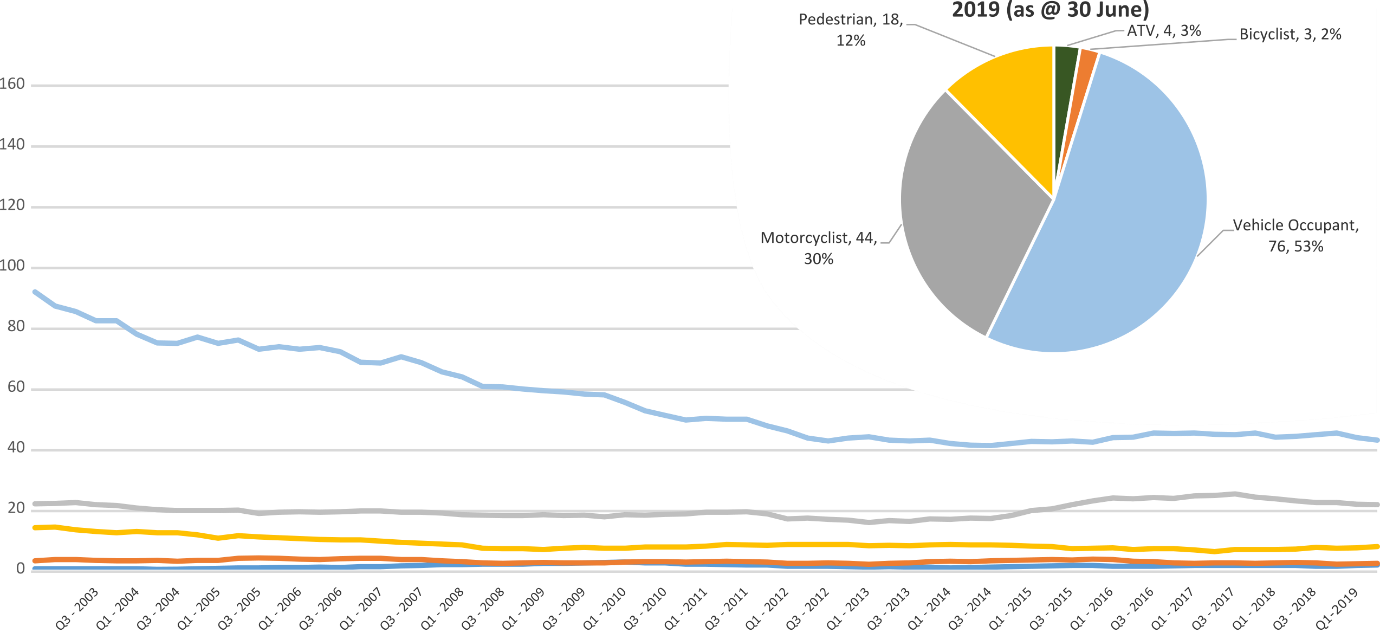 2019 (as @ 30 June)
Pedestrian, 18,
12%
ATV, 4, 3%
Bicyclist, 3, 2%
Motorcyclist, 44,
30%
Vehicle Occupant,
76, 53%
160
140
120
100
80
60
40
20
0
Q3 - 2003
Q1 - 2004
Q3 - 2004
Q1 - 2005
Q3 - 2005
Q1 - 2006
Q3 - 2006
Q1 - 2007
Q3 - 2007
Q1 - 2008
Q3 - 2008
Q1 - 2009
Q3 - 2009
Q1 - 2010
Q3 - 2010
Q1 - 2011
Q3 - 2011
Q1 - 2012
Q3 - 2012
Q1 - 2013
Q3 - 2013
Q1 - 2014
Q3 - 2014
Q1 - 2015
Q3 - 2015
Q1 - 2016
Q3 - 2016
Q1 - 2017
Q3 - 2017
Q1 - 2018
Q3 - 2018
Q1 -2019